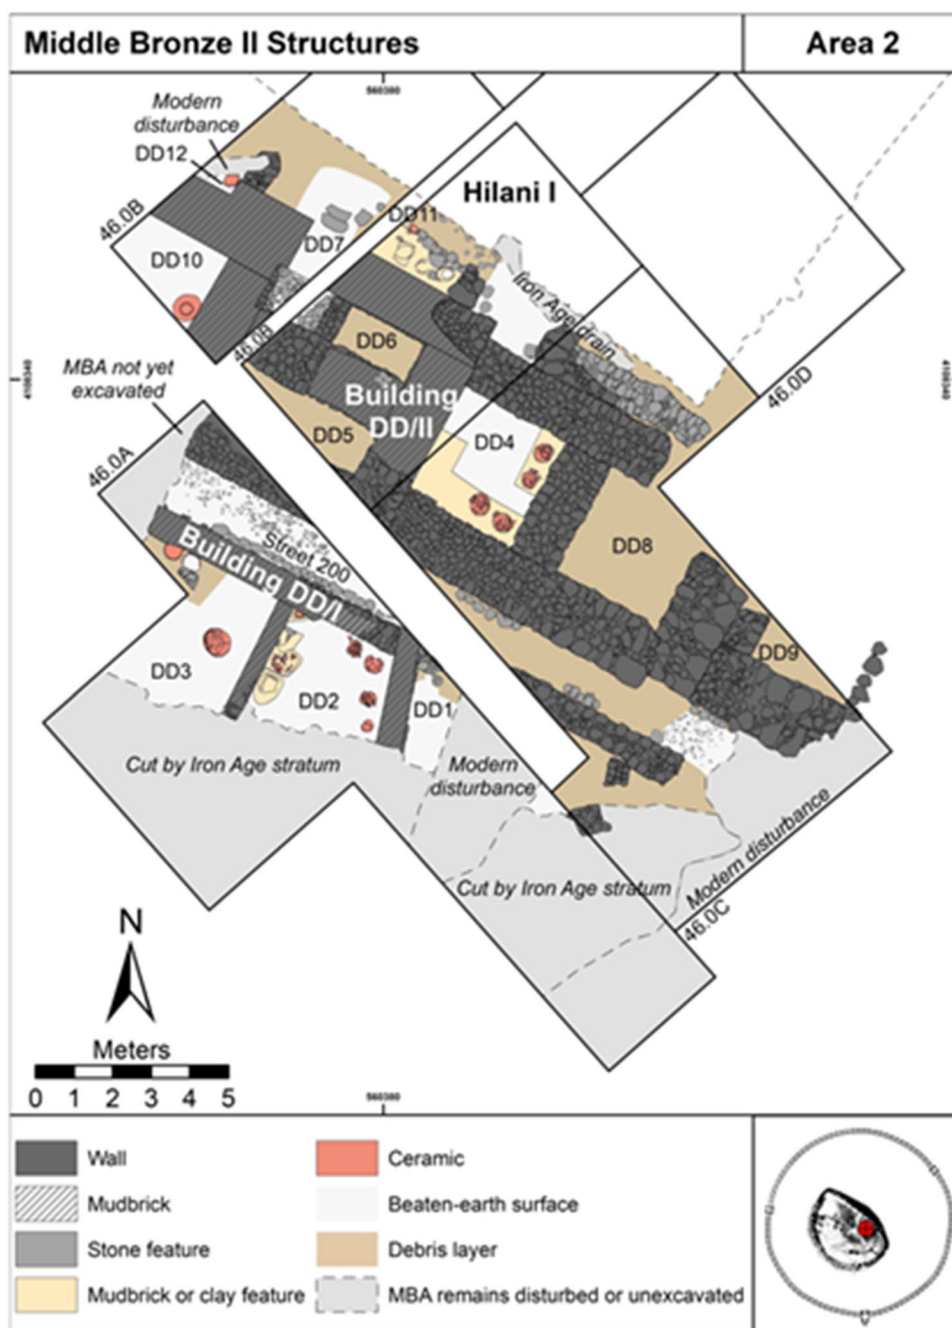 Middle Bronze II Structures
Area 2
560380
Modern
disturbance
DD12
46.0B
DD10
DD7
DD11
Hilani I
Iron Age drain
46.0B
DD6
46.0D
MBA not yet
excavated
Building
DD/II
DD5
DD4
46.0A
Street 200
Building DD/I
DD8
DD9
DD3
DD2
DD1
Cut by Iron Age stratum
Modern
disturbance
Cut by Iron Age stratum
Modern disturbance
46.0C
N
Meters
0 1 2 3 4 5
560380
Wall
Ceramic
Mudbrick
Beaten-earth surface
Stone feature
Debris layer
Mudbrick or clay feature
MBA remains disturbed or unexcavated